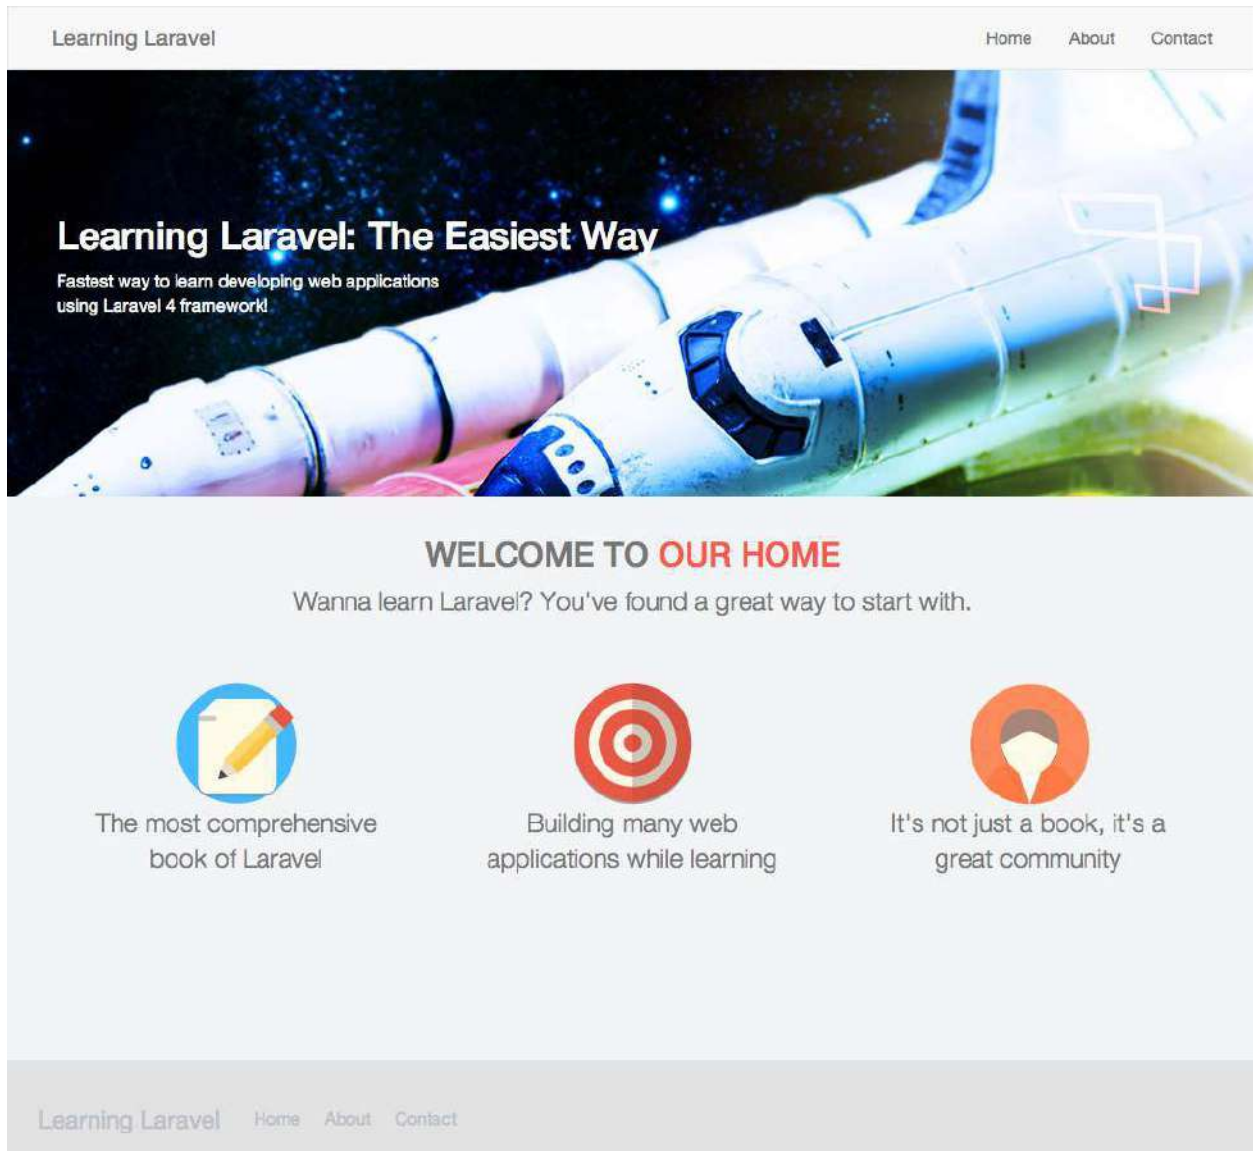 Learning Laravel
Home About Contact
Learning Laravel: The Easiest Way
Fastest way to learn developing web applications
using Laravel 4 framework!
WELCOME TO OUR HOME
Wanna learn Laravel? You've found a great way to start with.
The most comprehensive
book of Laravel
Building many web
applications while learning
It's not just a book, it's a
great community
Learning Laravel Home About Contact